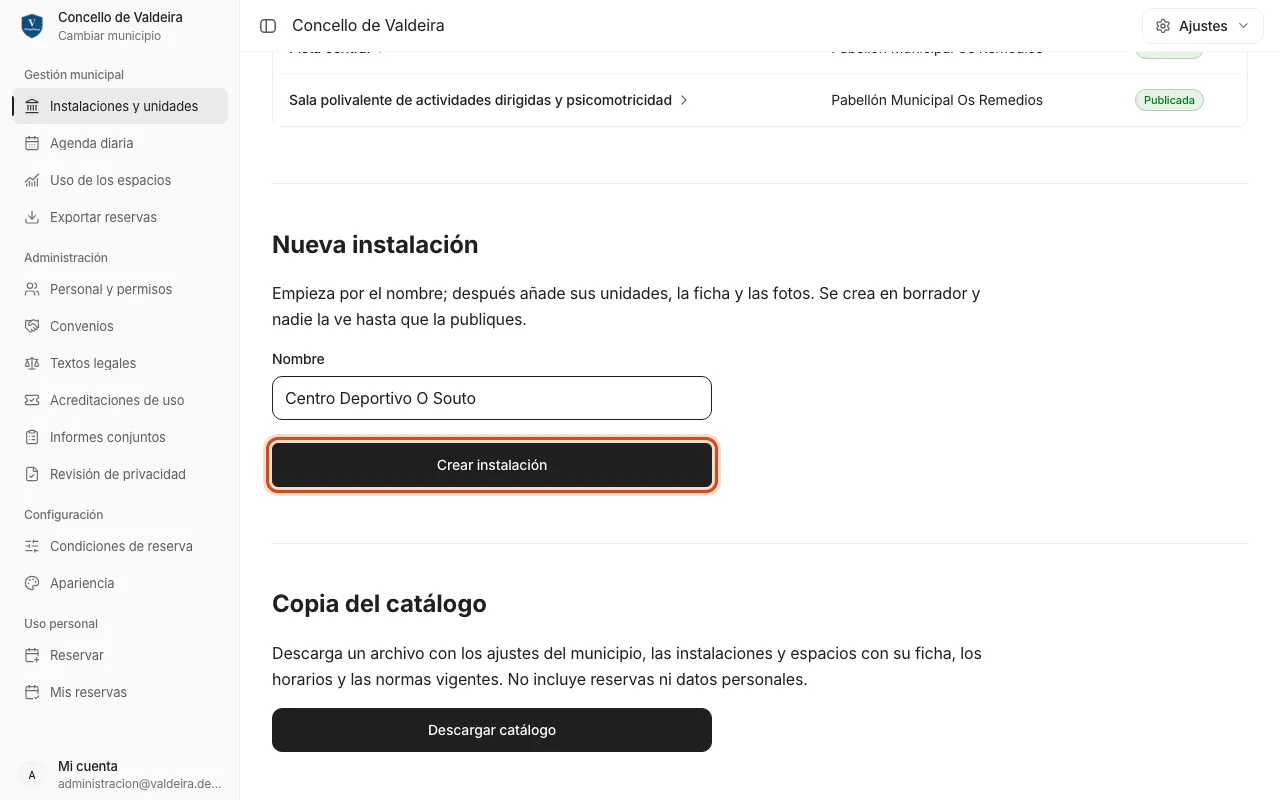 Concello de Valdeira
Cambiar municipio
Gestión municipal
Instalaciones y unidades
Agenda diaria
Uso de los espacios
Exportar reservas
Administración
Personal y permisos
Convenios
Textos legales
Acreditaciones de uso
Informes conjuntos
Revisión de privacidad
Configuración
Condiciones de reserva
Apariencia
Uso personal
Reservar
Mis reservas
A
Mi cuenta
administracion@valdeira.de...
Concello de Valdeira
Ajustes
Pabellón Municipal Os Remedios
Sala polivalente de actividades dirigidas y psicomotricidad
Pabellón Municipal Os Remedios
Publicada
Nueva instalación
Empieza por el nombre; después añade sus unidades, la ficha y las fotos. Se crea en borrador y
nadie la ve hasta que la publiques.
Nombre
Centro Deportivo O Souto
Crear instalación
Copia del catálogo
Descarga un archivo con los ajustes del municipio, las instalaciones y espacios con su ficha, los
horarios y las normas vigentes. No incluye reservas ni datos personales.
Descargar catálogo